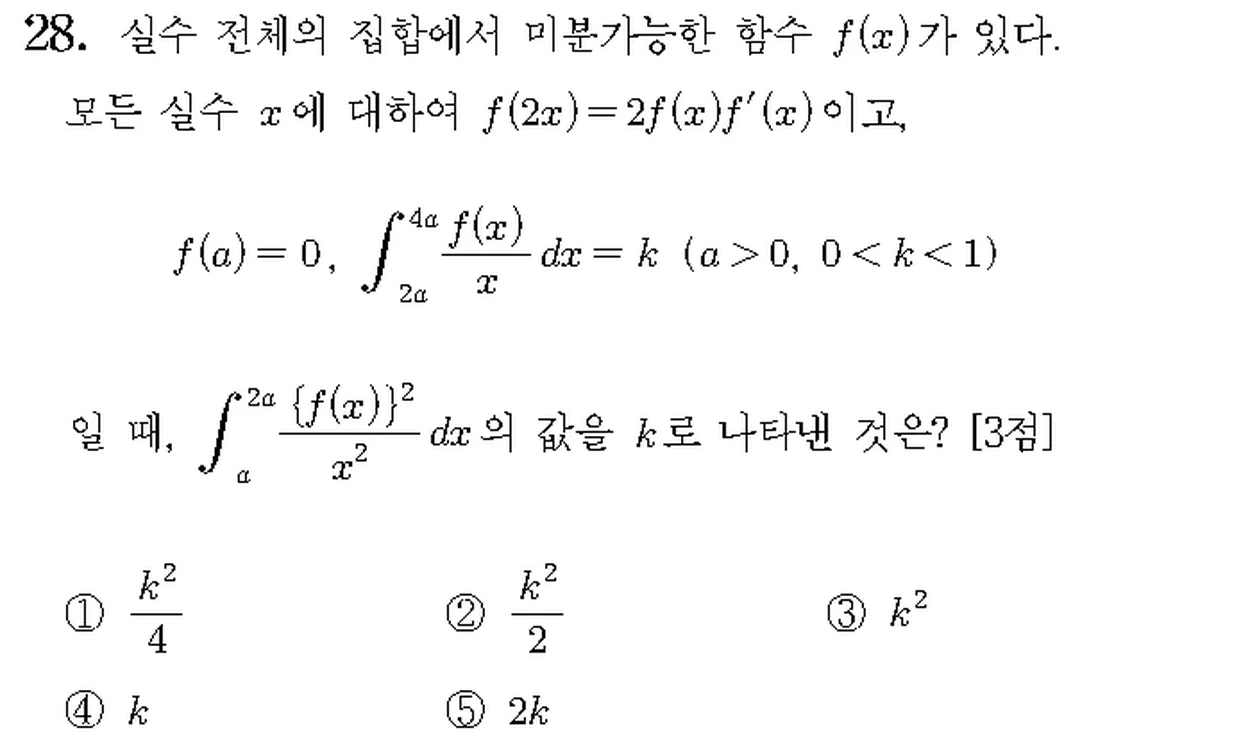 28. 실수 전체의 집합에서 미분가능한 함수 f(x)가 있다.
모든 실수 x에 대하여 f(2x)=2f(x)f′(x)이고,
f(a)=0, ∫_{2a}^{4a} f(x)/x dx = k (a>0, 0<k<1)
일 때, ∫_{a}^{2a} {f(x)}²/x² dx의 값을 k로 나타낸 것은? [3점]
① k²/4 ② k²/2 ③ k²
④ k ⑤ 2k